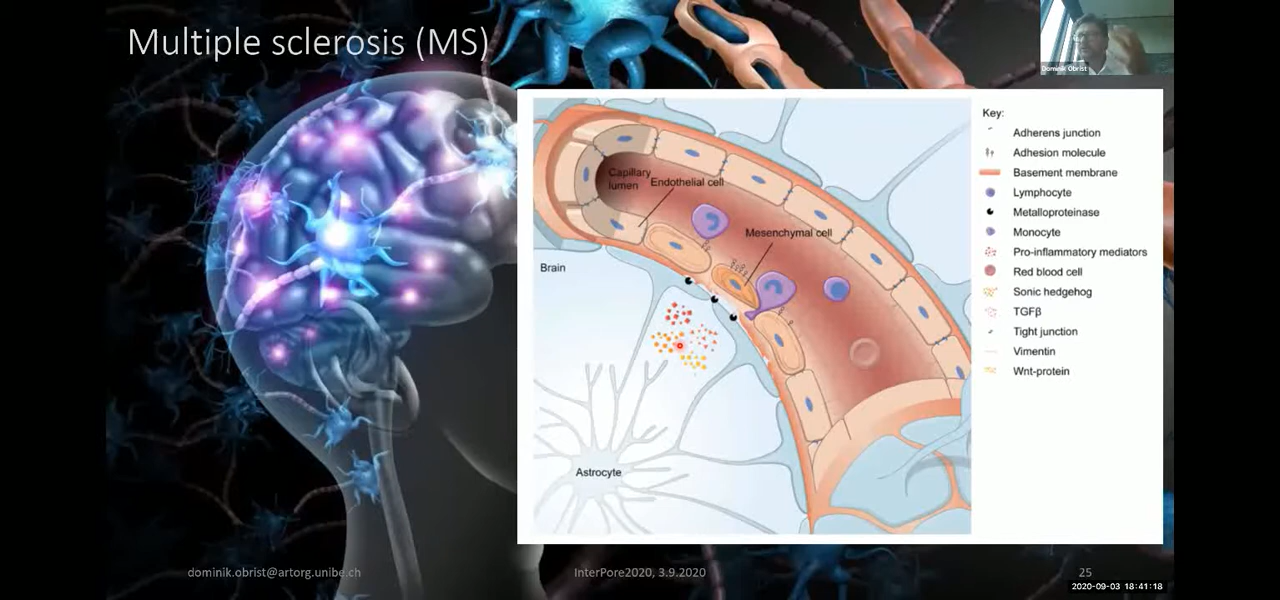 Multiple sclerosis (MS)
Dominik Obrist
Capillary
lumen
Endothelial cell
Mesenchymal cell
Brain
Astrocyte
Key:
Adherens junction
Adhesion molecule
Basement membrane
Lymphocyte
Metalloproteinase
Monocyte
Pro-inflammatory mediators
Red blood cell
Sonic hedgehog
TGFβ
Tight junction
Vimentin
Wnt-protein
dominik.obrist@artorg.unibe.ch
InterPore2020, 3.9.2020
25
2020-09-03 18:41:18